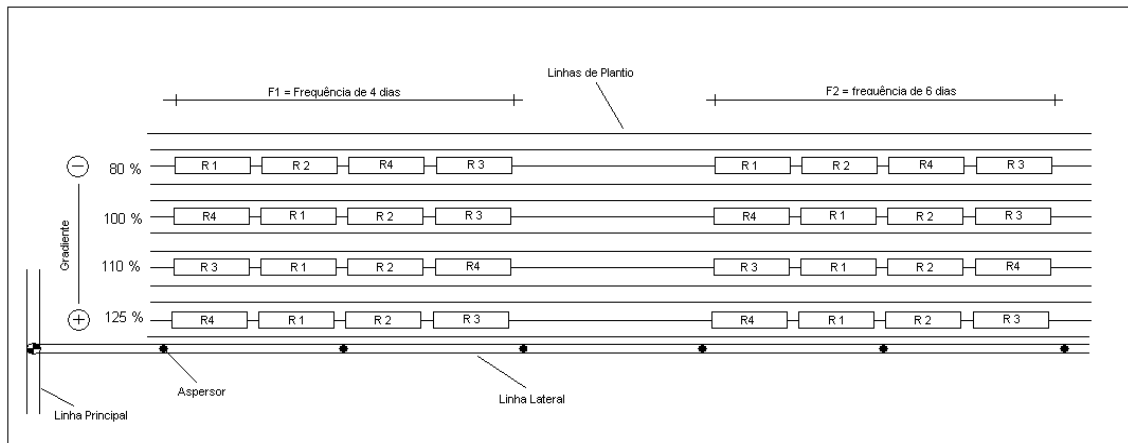 Linhas de Plantio
F1 = Frequência de 4 dias
F2 = frequência de 6 dias
80 % R 1 R 2 R4 R 3 R 1 R 2 R4 R 3
100 % R4 R 1 R 2 R 3 R4 R 1 R 2 R 3
Gradiente
110 % R 3 R 1 R 2 R4 R 3 R 1 R 2 R4
125 % R4 R 1 R 2 R 3 R4 R 1 R 2 R 3
Aspersor
Linha Lateral
Linha Principal